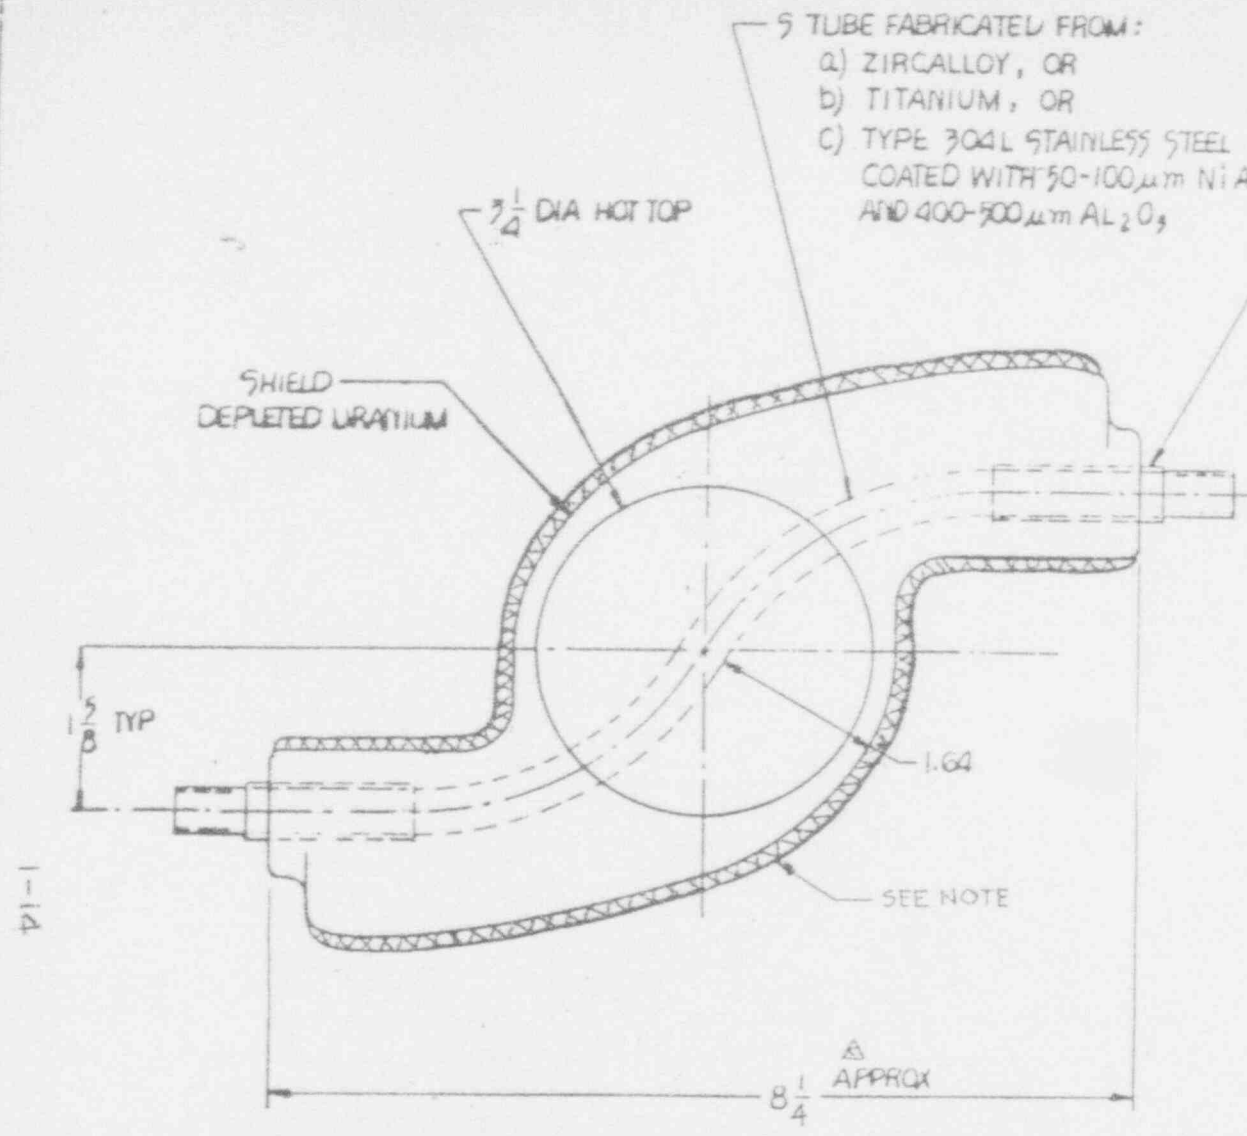 S TUBE FABRICATED FROM:
a) ZIRCALLOY, OR
b) TITANIUM, OR
c) TYPE 304L STAINLESS STEEL
COATED WITH 50-100 µm Ni A
AND 400-500 µm AL₂O₃
3 1/4 DIA HOT TOP
SHIELD
DEPLETED URANIUM
1 5/8 TYP
1.64
SEE NOTE
APPROX
8 1/4
1-14